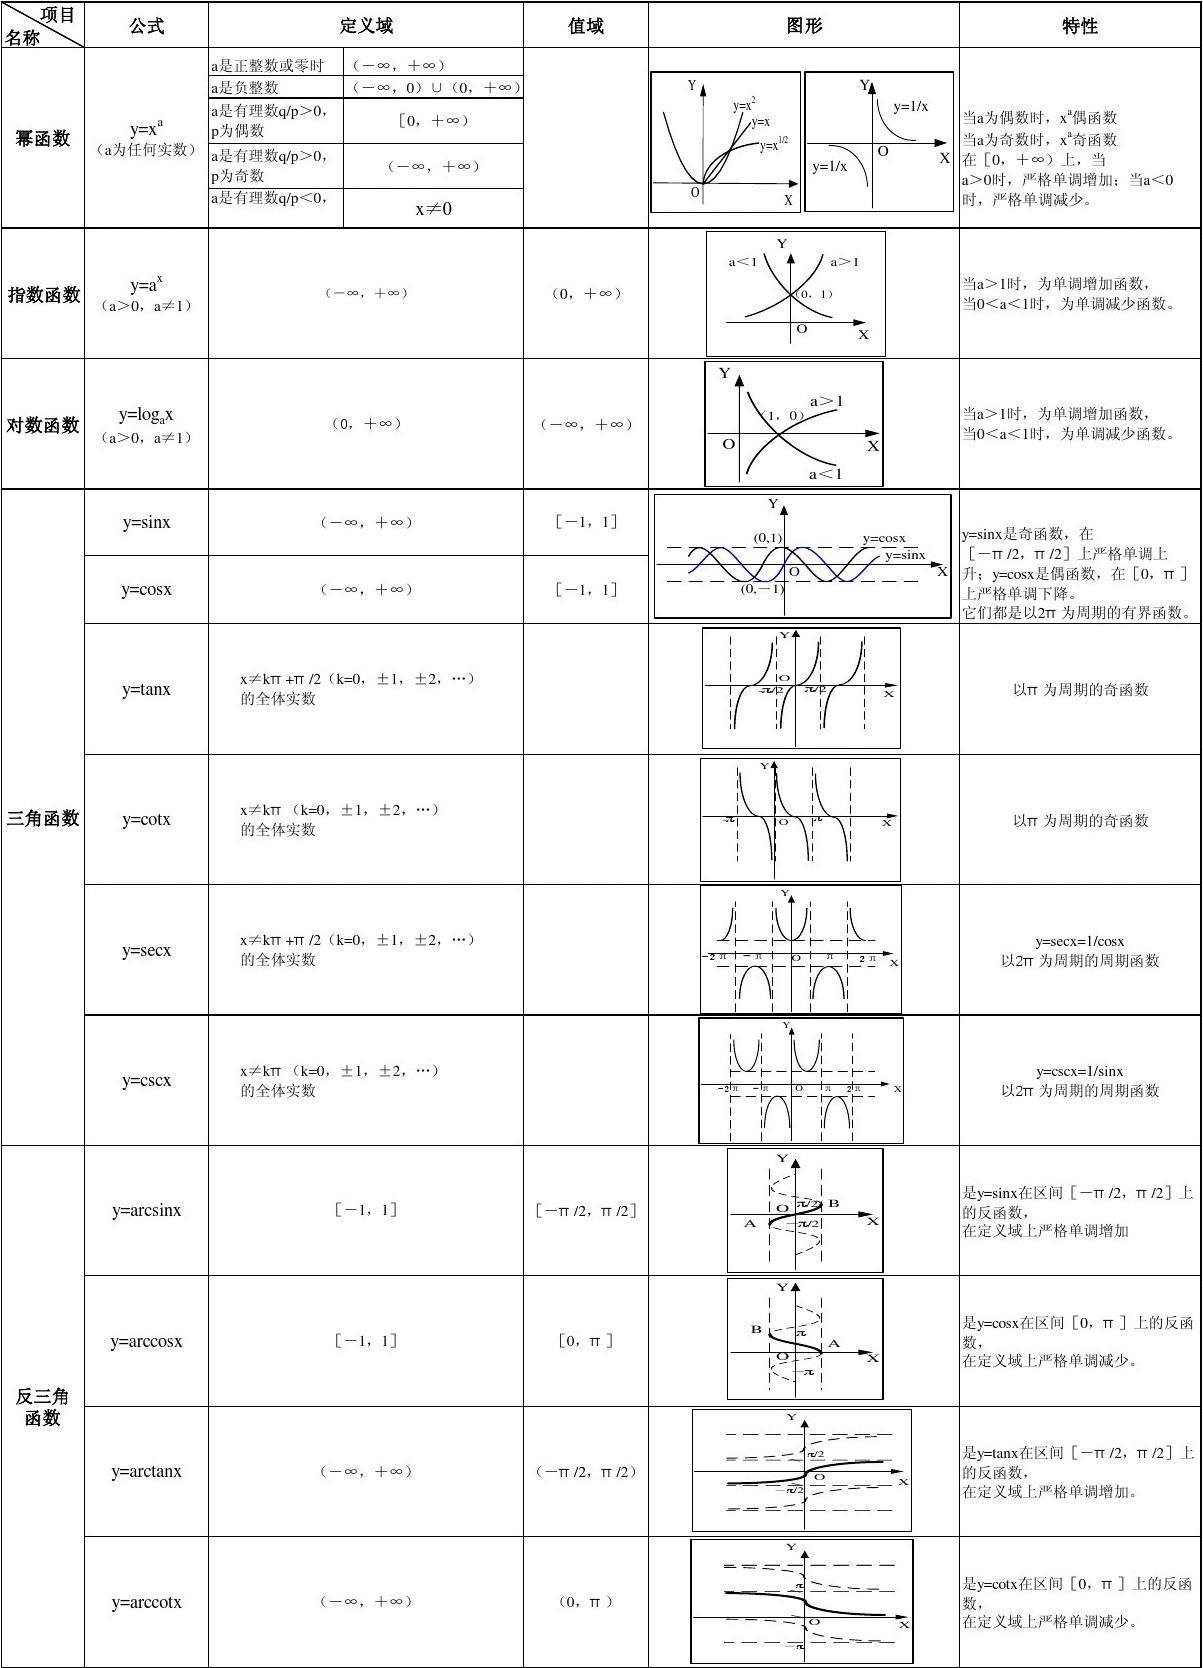 项目
名称
公式
定义域
值域
图形
特性
幂函数
y=xᵃ
（a为任何实数）
a是正整数或零时
（－∞，＋∞）
a是负整数
（－∞，0）∪（0，＋∞）
a是有理数q/p＞0，
p为偶数
［0，＋∞）
a是有理数q/p＞0，
p为奇数
（－∞，＋∞）
a是有理数q/p＜0，
x≠0
Y
y=x²
y=x
y=x^1/2
O
X
Y
y=1/x
O
X
y=1/x
当a为偶数时，xᵃ偶函数
当a为奇数时，xᵃ奇函数
在［0，＋∞）上，当
a＞0时，严格单调增加；当a＜0
时，严格单调减少。
指数函数
y=aˣ
（a＞0，a≠1）
（－∞，＋∞）
（0，＋∞）
Y
a＜1
a＞1
（0，1）
O
X
当a＞1时，为单调增加函数，
当0＜a＜1时，为单调减少函数。
对数函数
y=logₐx
（a＞0，a≠1）
（0，＋∞）
（－∞，＋∞）
Y
a＞1
（1，0）
O
X
a＜1
当a＞1时，为单调增加函数，
当0＜a＜1时，为单调减少函数。
三角函数
y=sinx
（－∞，＋∞）
［－1，1］
y=cosx
（－∞，＋∞）
［－1，1］
Y
(0,1)
y=cosx
y=sinx
O
X
(0,－1)
y=sinx是奇函数，在
［－π/2，π/2］上严格单调上
升；y=cosx是偶函数，在［0，π］
上严格单调下降。
它们都是以2π为周期的有界函数。
y=tanx
x≠kπ+π/2（k=0，±1，±2，…）
的全体实数
Y
O
-π/2
π/2
X
以π为周期的奇函数
y=cotx
x≠kπ（k=0，±1，±2，…）
的全体实数
Y
-π
O
π
X
以π为周期的奇函数
y=secx
x≠kπ+π/2（k=0，±1，±2，…）
的全体实数
Y
－2π
－π
O
π
2π
X
y=secx=1/cosx
以2π为周期的周期函数
y=cscx
x≠kπ（k=0，±1，±2，…）
的全体实数
Y
－2π
－π
O
π
2π
X
y=cscx=1/sinx
以2π为周期的周期函数
反三角
函数
y=arcsinx
［－1，1］
［－π/2，π/2］
Y
O
π/2
B
A
－π/2
X
是y=sinx在区间［－π/2，π/2］上
的反函数，
在定义域上严格单调增加
y=arccosx
［－1，1］
［0，π］
Y
B
π
A
O
X
－π
是y=cosx在区间［0，π］上的反函
数，
在定义域上严格单调减少。
y=arctanx
（－∞，＋∞）
（－π/2，π/2）
Y
π/2
O
X
－π/2
是y=tanx在区间［－π/2，π/2］上
的反函数，
在定义域上严格单调增加。
y=arccotx
（－∞，＋∞）
（0，π）
Y
π
O
X
－π
是y=cotx在区间［0，π］上的反函
数，
在定义域上严格单调减少。